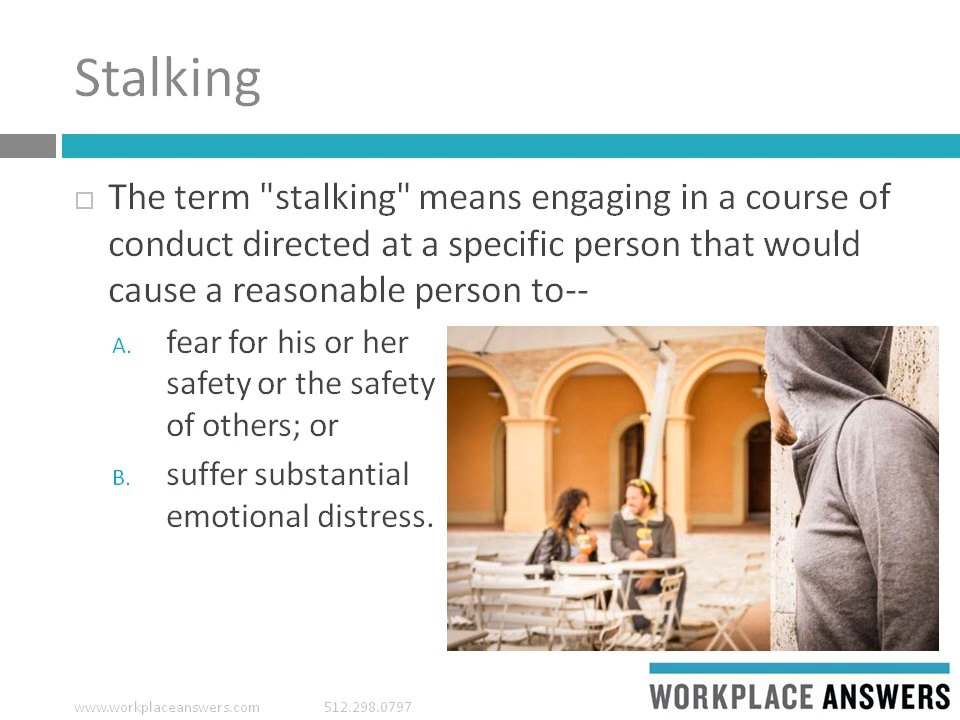 Stalking
□ The term "stalking" means engaging in a course of
conduct directed at a specific person that would
cause a reasonable person to--
A. fear for his or her
safety or the safety
of others; or
B. suffer substantial
emotional distress.
www.workplaceanswers.com 512.298.0797
WORKPLACE ANSWERS